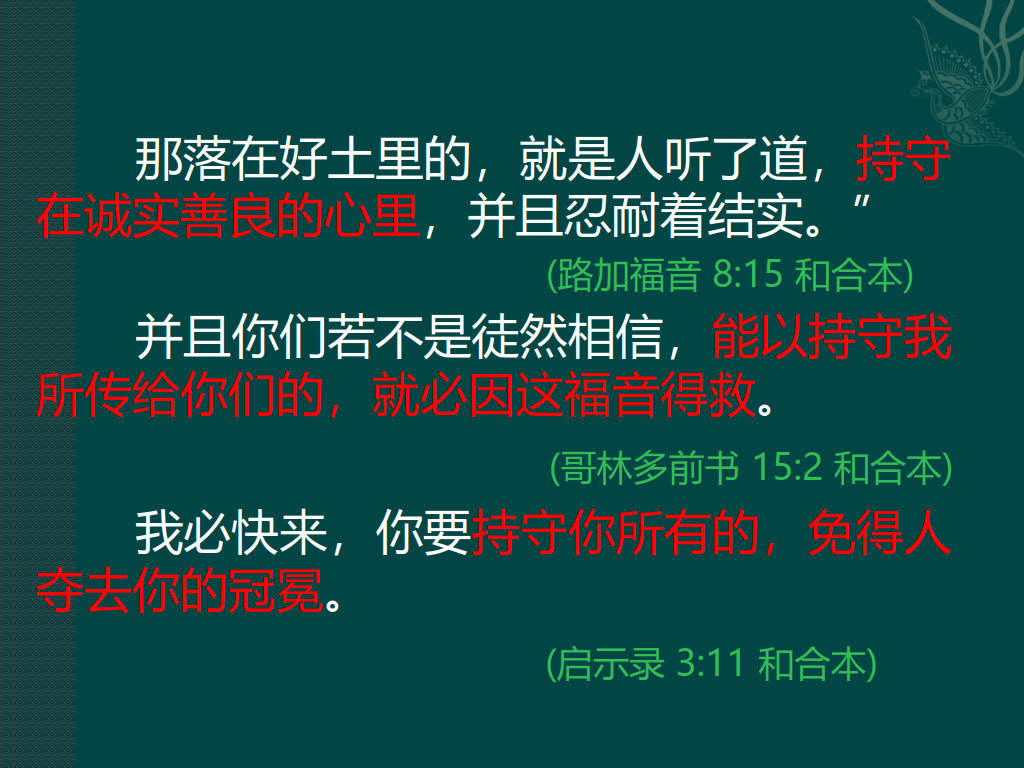 那落在好土里的，就是人听了道，持守
在诚实善良的心里，并且忍耐着结实。”
(路加福音 8:15 和合本)
并且你们若不是徒然相信，能以持守我
所传给你们的，就必因这福音得救。
(哥林多前书 15:2 和合本)
我必快来，你要持守你所有的，免得人
夺去你的冠冕。
(启示录 3:11 和合本)